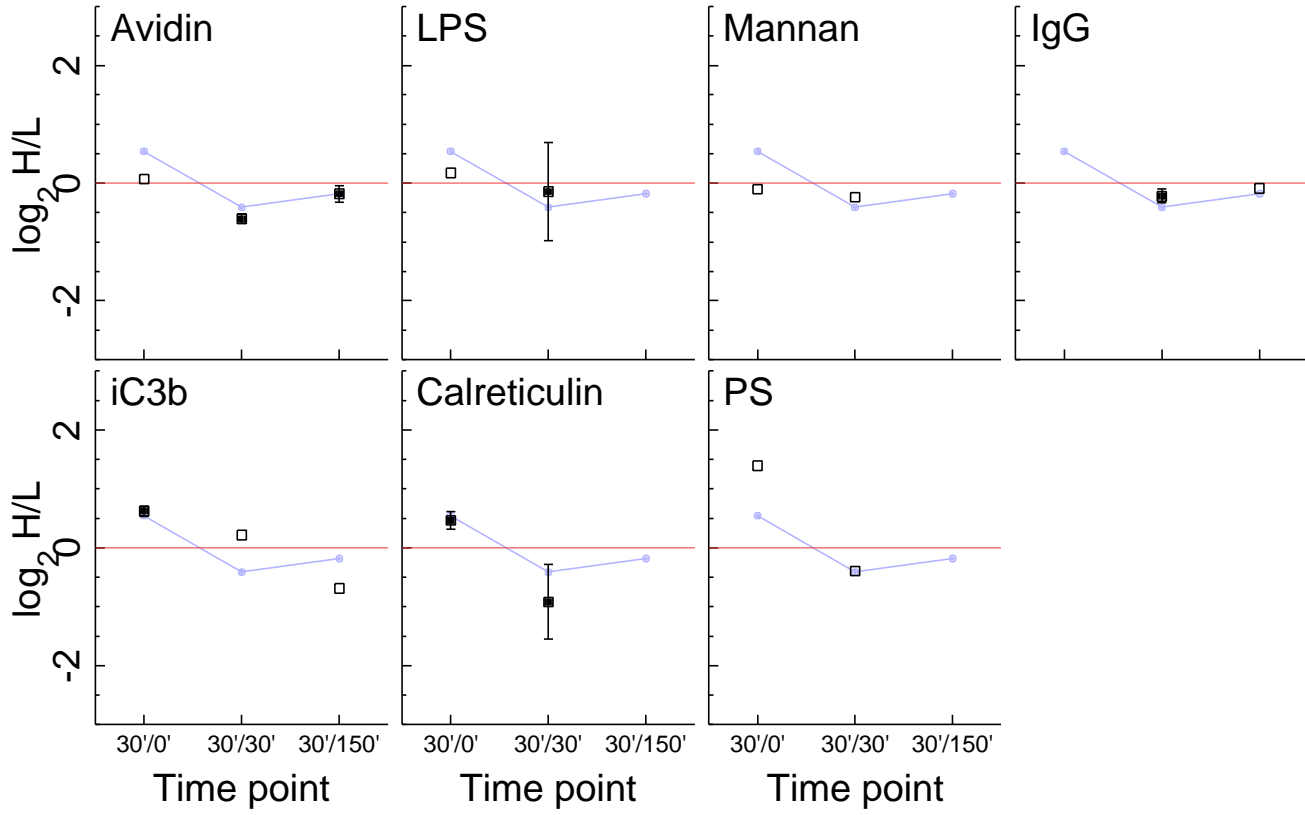 Avidin LPS Mannan IgG
2
0
-2
log2 H/L
iC3b Calreticulin PS
2
0
-2
log2 H/L
30'/0' 30'/30' 30'/150' 30'/0' 30'/30' 30'/150' 30'/0' 30'/30' 30'/150'
Time point Time point Time point